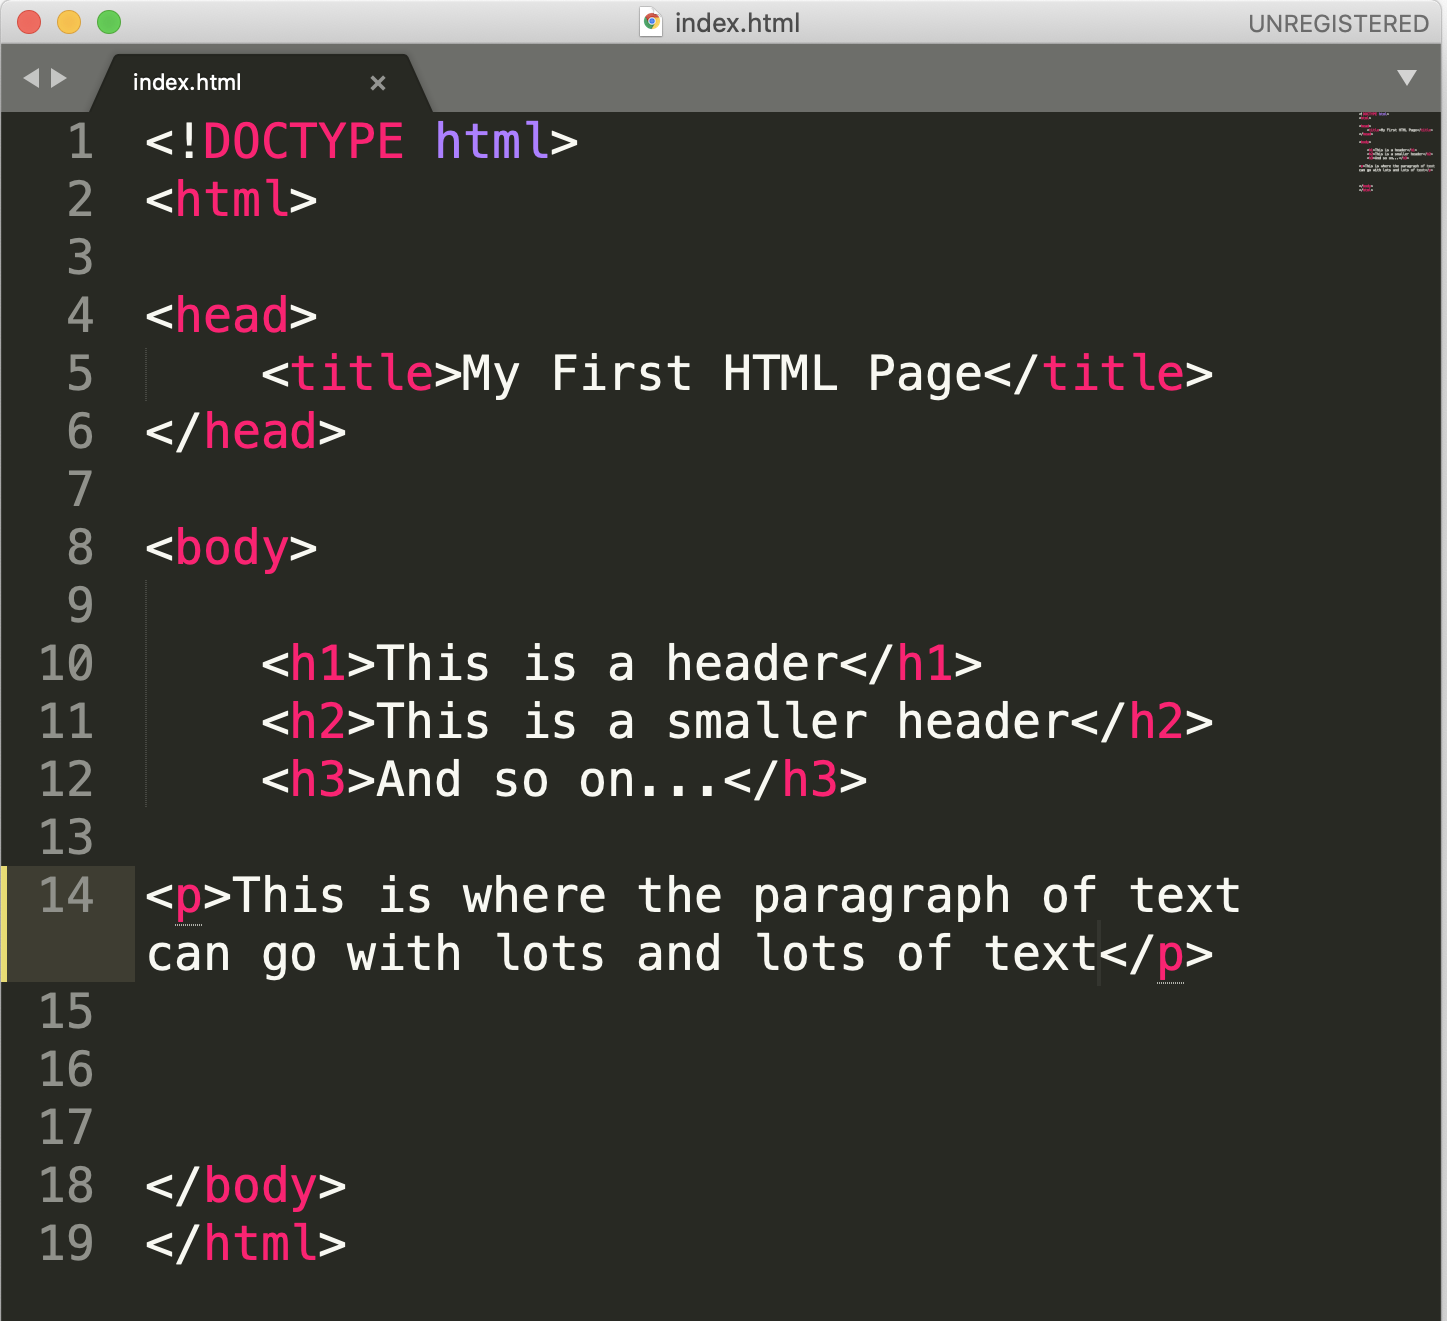 index.html
UNREGISTERED
index.html ×
1 <!DOCTYPE html>
2 <html>
3
4 <head>
5     <title>My First HTML Page</title>
6 </head>
7
8 <body>
9
10     <h1>This is a header</h1>
11     <h2>This is a smaller header</h2>
12     <h3>And so on...</h3>
13
14 <p>This is where the paragraph of text
can go with lots and lots of text</p>
15
16
17
18 </body>
19 </html>